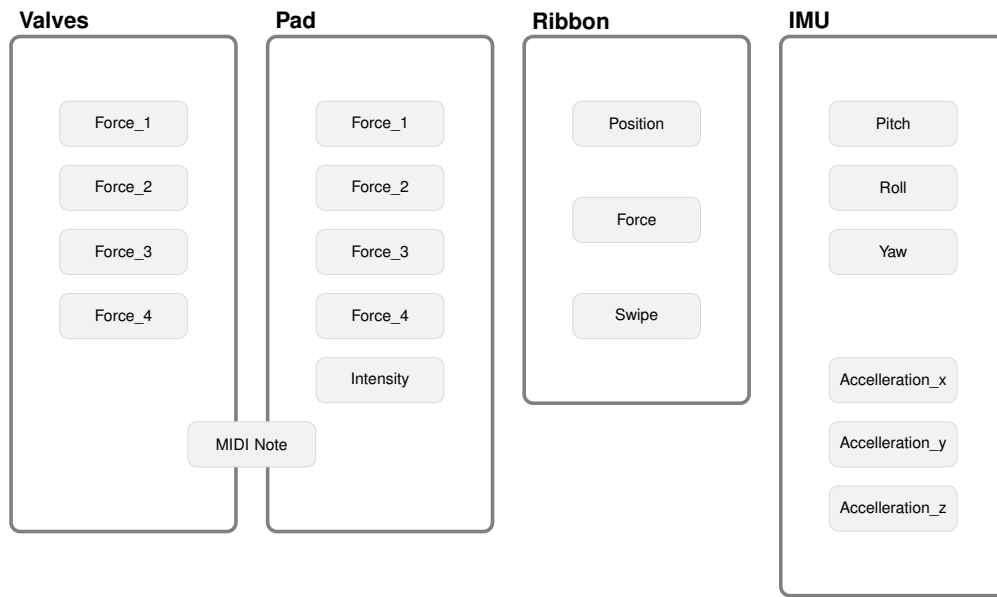 Valves
Force_1
Force_2
Force_3
Force_4
Pad
Force_1
Force_2
Force_3
Force_4
Intensity
MIDI Note
Ribbon
Position
Force
Swipe
IMU
Pitch
Roll
Yaw
Accelleration_x
Accelleration_y
Accelleration_z